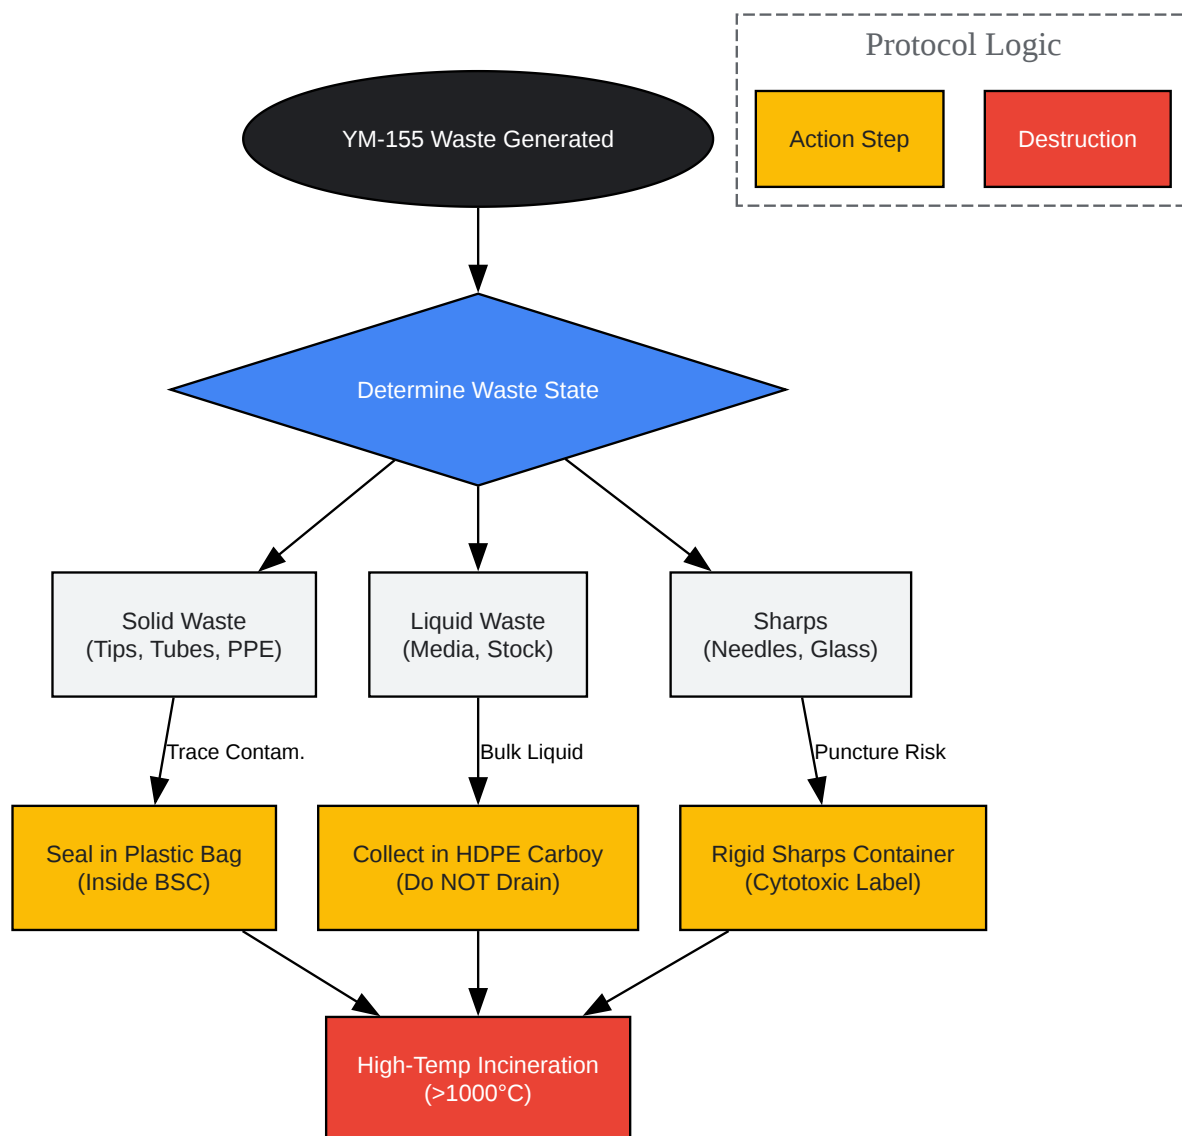 Protocol Logic
Action Step
Destruction
YM-155 Waste Generated
Determine Waste State
Solid Waste
(Tips, Tubes, PPE)
Liquid Waste
(Media, Stock)
Sharps
(Needles, Glass)
Trace Contam.
Bulk Liquid
Puncture Risk
Seal in Plastic Bag
(Inside BSC)
Collect in HDPE Carboy
(Do NOT Drain)
Rigid Sharps Container
(Cytotoxic Label)
High-Temp Incineration
(>1000°C)